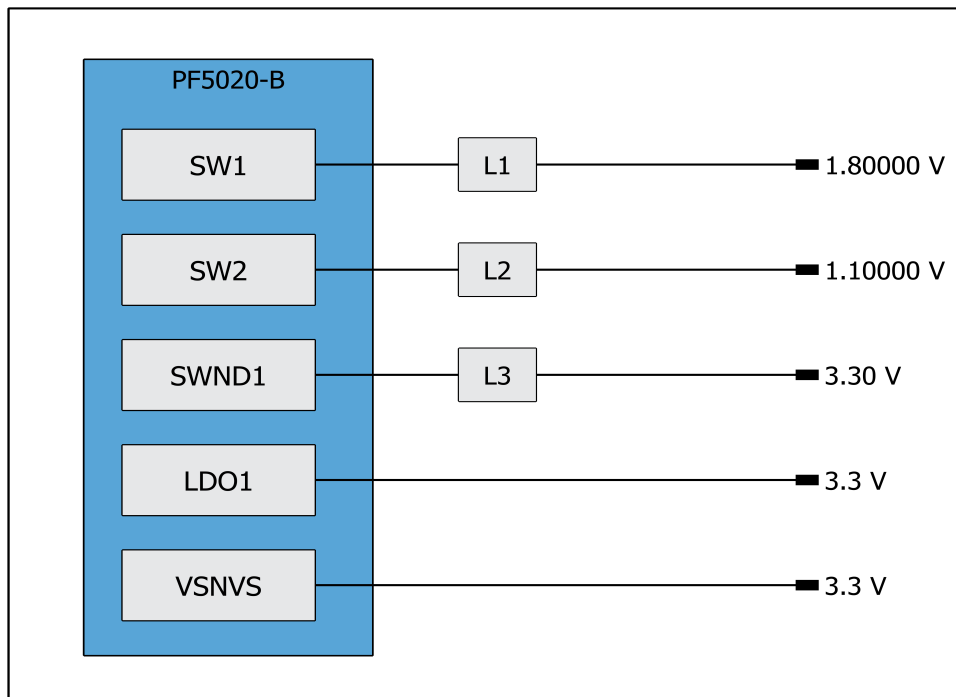 PF5020-B
SW1
L1
1.80000 V
SW2
L2
1.10000 V
SWND1
L3
3.30 V
LDO1
3.3 V
VSNVS
3.3 V